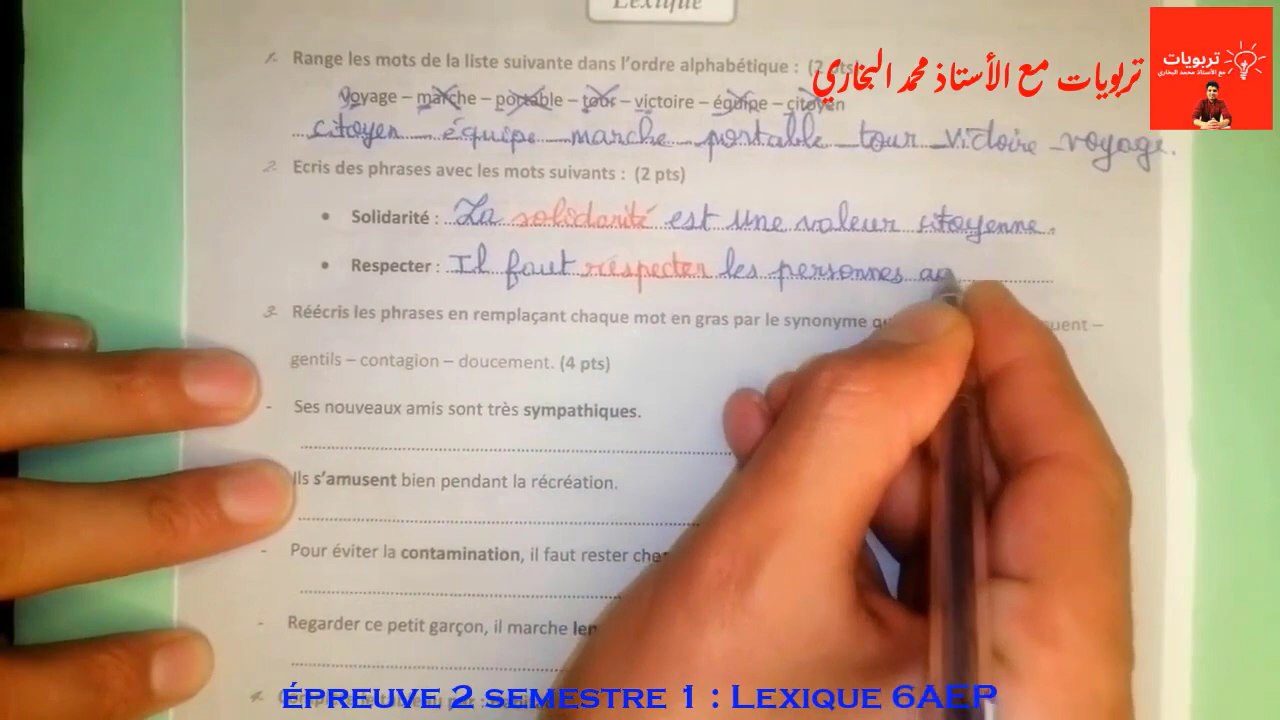 Lexique
1. Range les mots de la liste suivante dans l'ordre alphabétique : (2 pts)
تربويات مع الأستاذ محمد البخاري
تربويات
مع الأستاذ محمد البخاري
voyage – marche – portable – tour – victoire – équipe – citoyen
citoyen équipe marche portable tour victoire voyage.
2. Ecris des phrases avec les mots suivants : (2 pts)
• Solidarité : La solidarité est une valeur citoyenne.
• Respecter : Il faut respecter les personnes
3. Réécris les phrases en remplaçant chaque mot en gras par le synonyme
gentils – contagion – doucement. (4 pts)
- Ses nouveaux amis sont très sympathiques.
Ils s'amusent bien pendant la récréation.
- Pour éviter la contamination, il faut rester
- Regarder ce petit garçon, il marche
4.
épreuve 2 semestre 1 : Lexique 6AEP